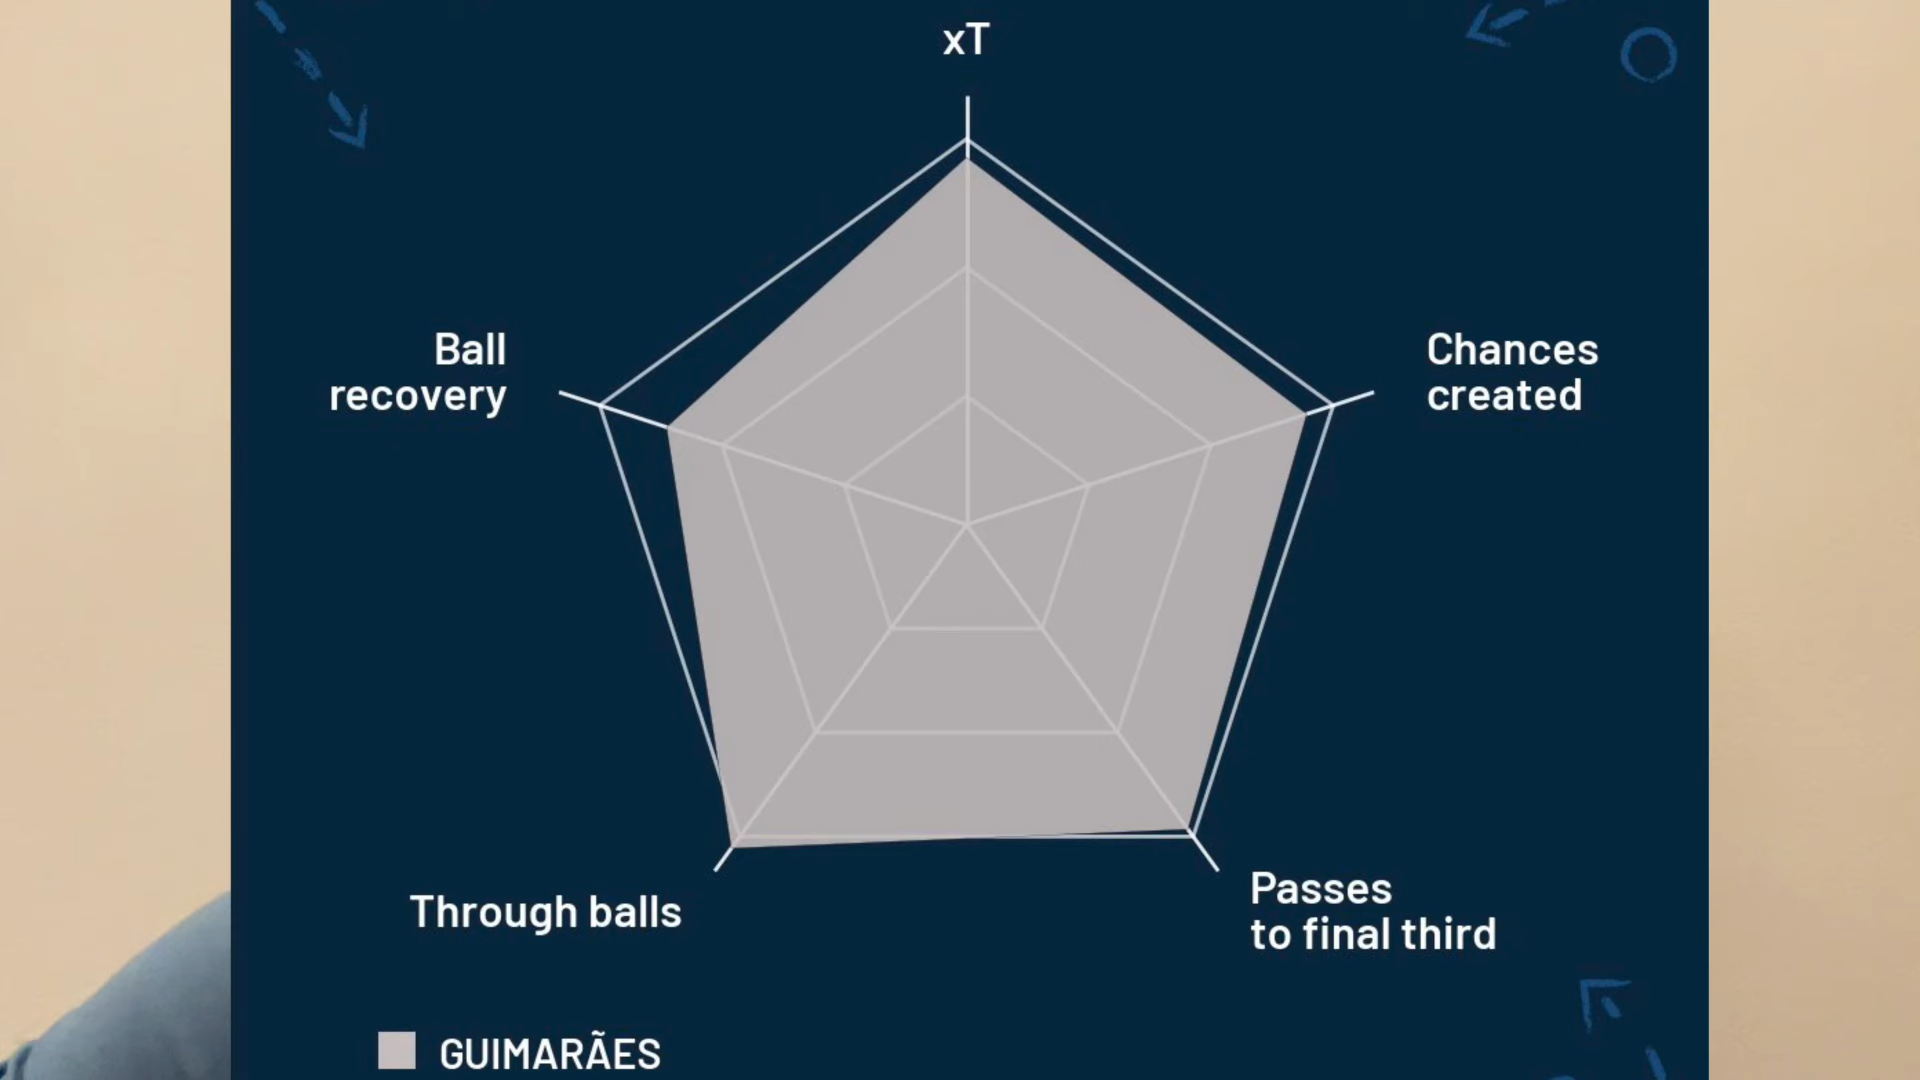 xT
Ball
recovery
Chances
created
Through balls
Passes
to final third
GUIMARÃES